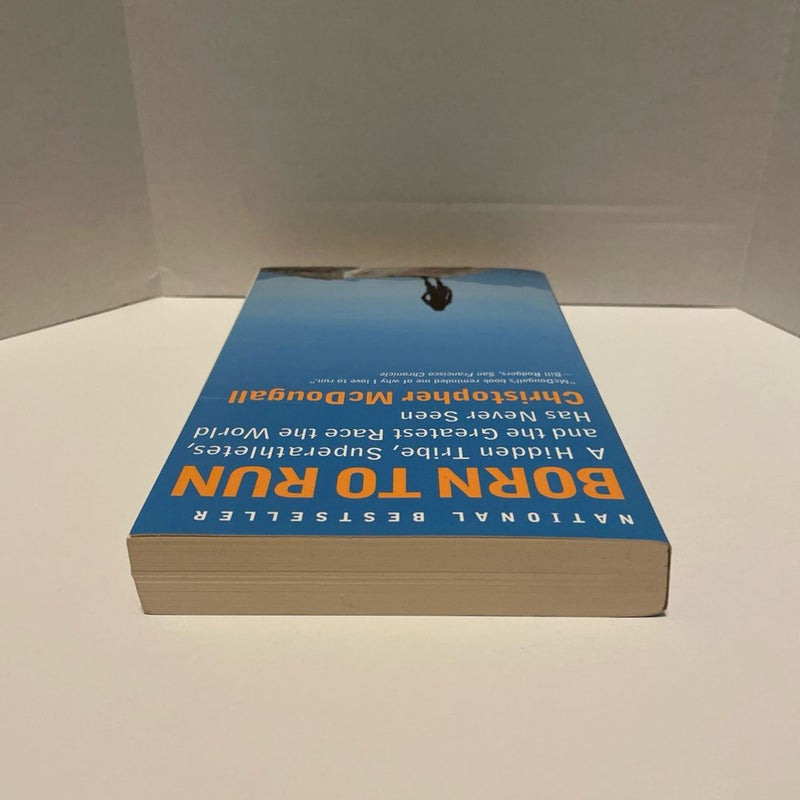 NATIONAL BESTSELLER
BORN TO RUN
A Hidden Tribe, Superathletes,
and the Greatest Race the World
Has Never Seen
Christopher McDougall
"McDougall's book reminded me of why I love to run."
—Bill Rodgers, San Francisco Chronicle